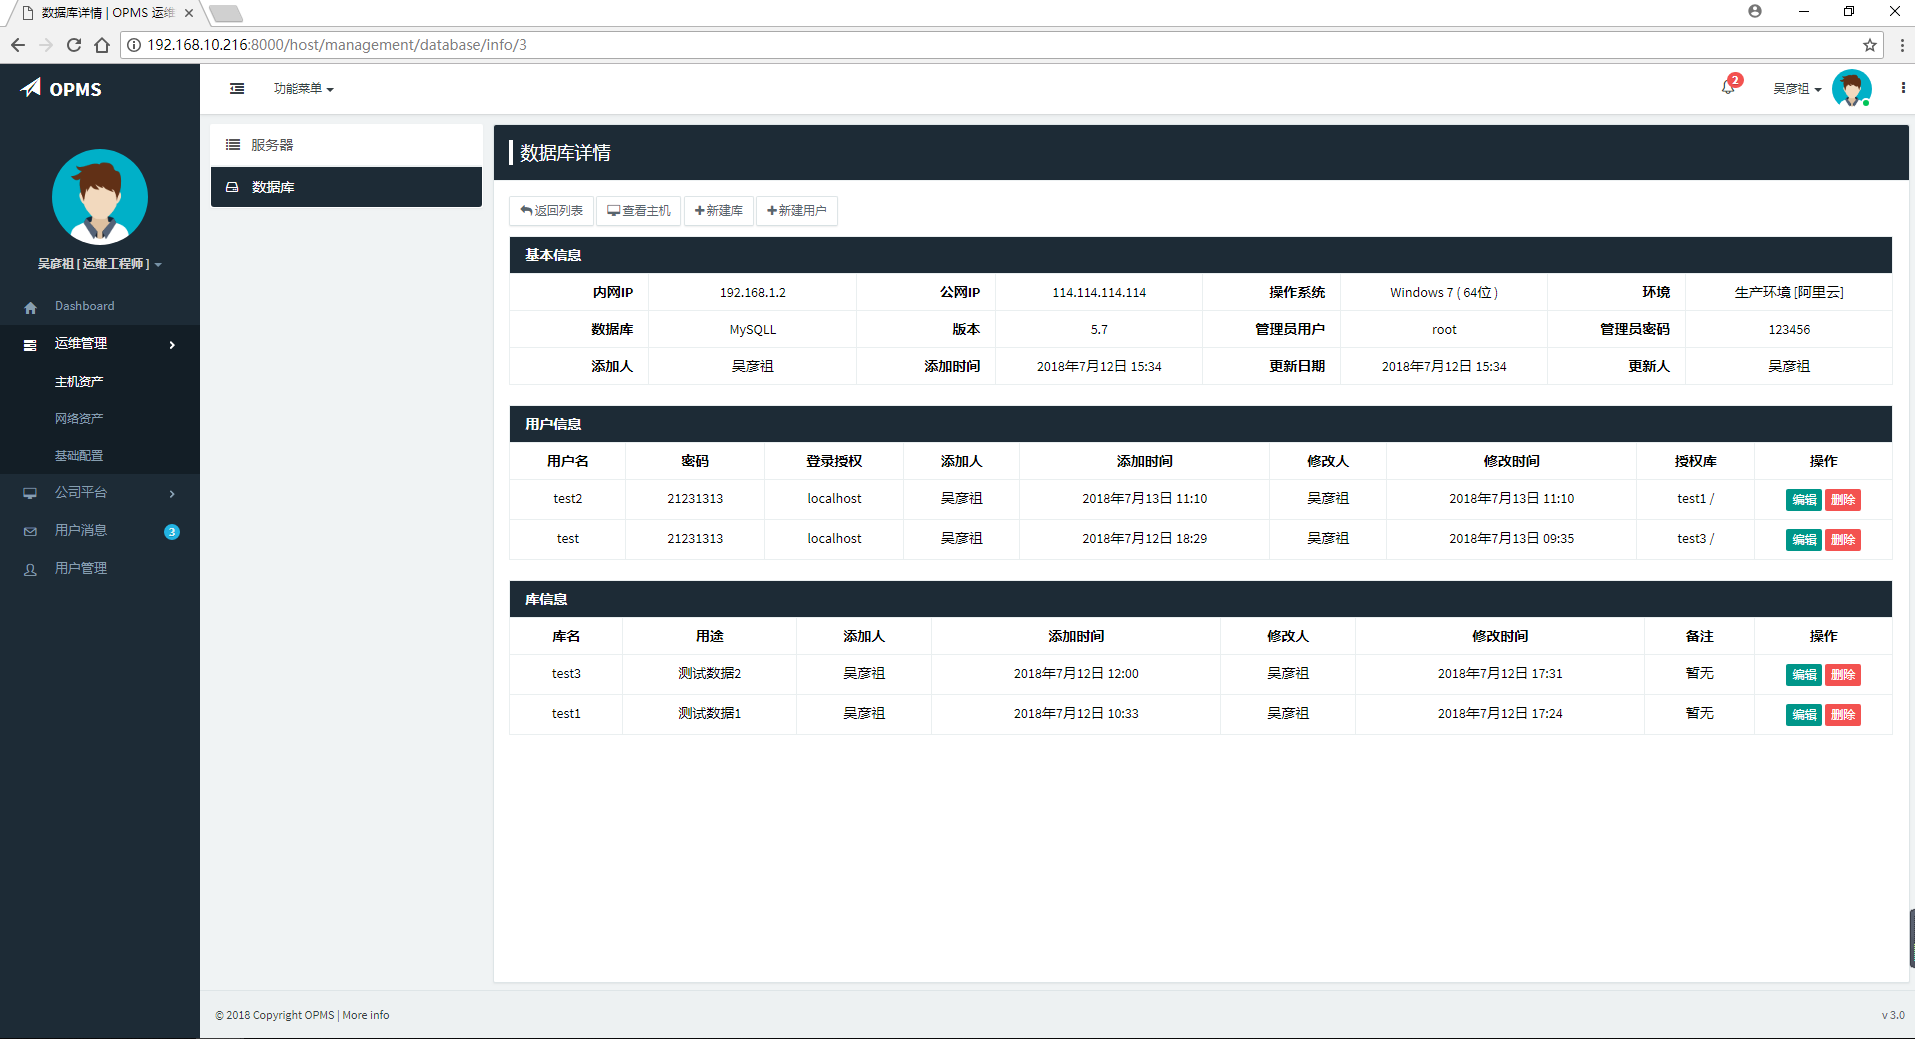 数据库详情 | OPMS 运维
192.168.10.216:8000/host/management/database/info/3
OPMS
功能菜单
2
吴彦祖
吴彦祖 [ 运维工程师 ]
Dashboard
运维管理
主机资产
网络资产
基础配置
公司平台
用户消息 3
用户管理
服务器
数据库
数据库详情
返回列表 查看主机 新建库 新建用户
基本信息
内网IP 192.168.1.2 公网IP 114.114.114.114 操作系统 Windows 7 ( 64位 ) 环境 生产环境 [阿里云]
数据库 MySQLL 版本 5.7 管理员用户 root 管理员密码 123456
添加人 吴彦祖 添加时间 2018年7月12日 15:34 更新日期 2018年7月12日 15:34 更新人 吴彦祖
用户信息
用户名 密码 登录授权 添加人 添加时间 修改人 修改时间 授权库 操作
test2 21231313 localhost 吴彦祖 2018年7月13日 11:10 吴彦祖 2018年7月13日 11:10 test1 / 编辑 删除
test 21231313 localhost 吴彦祖 2018年7月12日 18:29 吴彦祖 2018年7月13日 09:35 test3 / 编辑 删除
库信息
库名 用途 添加人 添加时间 修改人 修改时间 备注 操作
test3 测试数据2 吴彦祖 2018年7月12日 12:00 吴彦祖 2018年7月12日 17:31 暂无 编辑 删除
test1 测试数据1 吴彦祖 2018年7月12日 10:33 吴彦祖 2018年7月12日 17:24 暂无 编辑 删除
© 2018 Copyright OPMS | More info
v 3.0